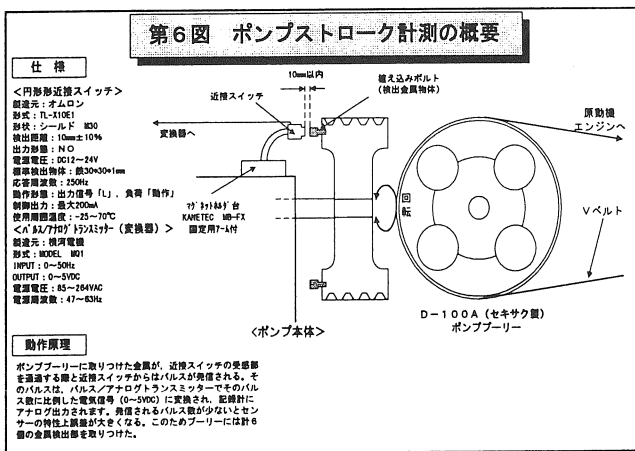 第6図 ポンプストローク計測の概要
仕様
＜円形形近接スイッチ＞
製造元：オムロン
形式：TL-X10E1
形状：シールド M30
検出距離：10mm±10％
出力形態：NO
電源電圧：DC12〜24V
標準検出物体：鉄30*30*1mm
応答周波数：250Hz
動作形態：出力信号「L」, 負荷「動作」
制御出力：最大200mA
使用周囲温度：-25〜70℃
＜パルス/アナログトランスミッター（変換器）＞
製造元：横河電機
形式：MODEL MQ1
INPUT：0〜50Hz
OUTPUT：0〜5VDC
電源電圧：85〜264VAC
電源周波数：47〜63Hz
10mm以内
近接スイッチ
植え込みボルト
（検出金属物体）
変換器へ
原動機
エンジンへ
マグネットホルダ台
KANETEC MB-FX
固定用アーム付
回転
Vベルト
＜ポンプ本体＞
D-100A（セキサク製）
ポンププーリー
動作原理
ポンププーリーに取りつけた金属が, 近接スイッチの受感部
を通過する際と近接スイッチからはパルスが発信される。そ
のパルスは, パルス／アナログトランスミッターでそのパル
ス数に比例した電気信号（0〜5VDC）に変換され, 記録計に
アナログ出力されます。発信されるパルス数が少ないとセン
サーの特性上誤差が大きくなる。このためプーリーには計6
個の金属検出部を取りつけた。